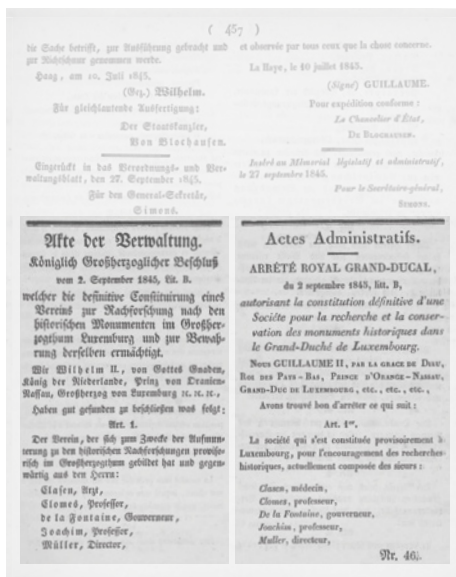 ( 457 )
die Sache betrifft, zur Ausführung gebracht und
zur Richtschnur genommen werde.
Haag, am 10. Juli 1845.
(Gez.) Wilhelm.
Für gleichlautende Ausfertigung:
Der Staatskanzler,
Von Blochausen.
Eingerückt in das Verordnungs- und Ver-
waltungsblatt, den 27. September 1845.
Für den General-Sekretär,
Simons.
et observée par tous ceux que la chose concerne.
La Haye, le 10 juillet 1845.
(Signé) GUILLAUME.
Pour expédition conforme :
Le Chancelier d'État,
DE BLOCHAUSEN.
Inséré au Mémorial législatif et administratif,
le 27 septembre 1845.
Pour le Secrétaire-général,
SIMONS.
Akte der Verwaltung.
Königlich Großherzoglicher Beschluß
vom 2. September 1845, Lit. B.
welcher die definitive Constituirung eines
Vereins zur Nachforschung nach den
historischen Monumenten im Großher-
zogthum Luxemburg und zur Bewah-
rung derselben ermächtigt.
Wir Wilhelm II., von Gottes Gnaden,
König der Niederlande, Prinz von Oranien-
Nassau, Großherzog von Luxemburg ꝛc. ꝛc. ꝛc.,
Haben gut gefunden zu beschließen was folgt:
Art. 1.
Der Verein, der sich zum Zwecke der Aufmun-
terung zu den historischen Nachforschungen proviso-
risch im Großherzogthum gebildet hat und gegen-
wärtig aus den Herrn:
Clasen, Arzt,
Clomes, Professor,
de la Fontaine, Gouverneur,
Joachim, Professor,
Müller, Director,
Actes Administratifs.
ARRÊTÉ ROYAL GRAND-DUCAL,
du 2 septembre 1845, litt. B,
autorisant la constitution définitive d'une
Société pour la recherche et la conser-
vation des monuments historiques dans
le Grand-Duché de Luxembourg.
NOUS GUILLAUME II, PAR LA GRACE DE DIEU,
ROI DES PAYS-BAS, PRINCE D'ORANGE-NASSAU,
GRAND-DUC DE LUXEMBOURG, etc., etc., etc.,
Avons trouvé bon d'arrêter ce qui suit :
Art. 1er.
La société qui s'est constituée provisoirement à
Luxembourg, pour l'encouragement des recherches
historiques, actuellement composée des sieurs :
Clasen, médecin,
Clomes, professeur,
De la Fontaine, gouverneur,
Joachim, professeur,
Muller, directeur,
Nr. 46.